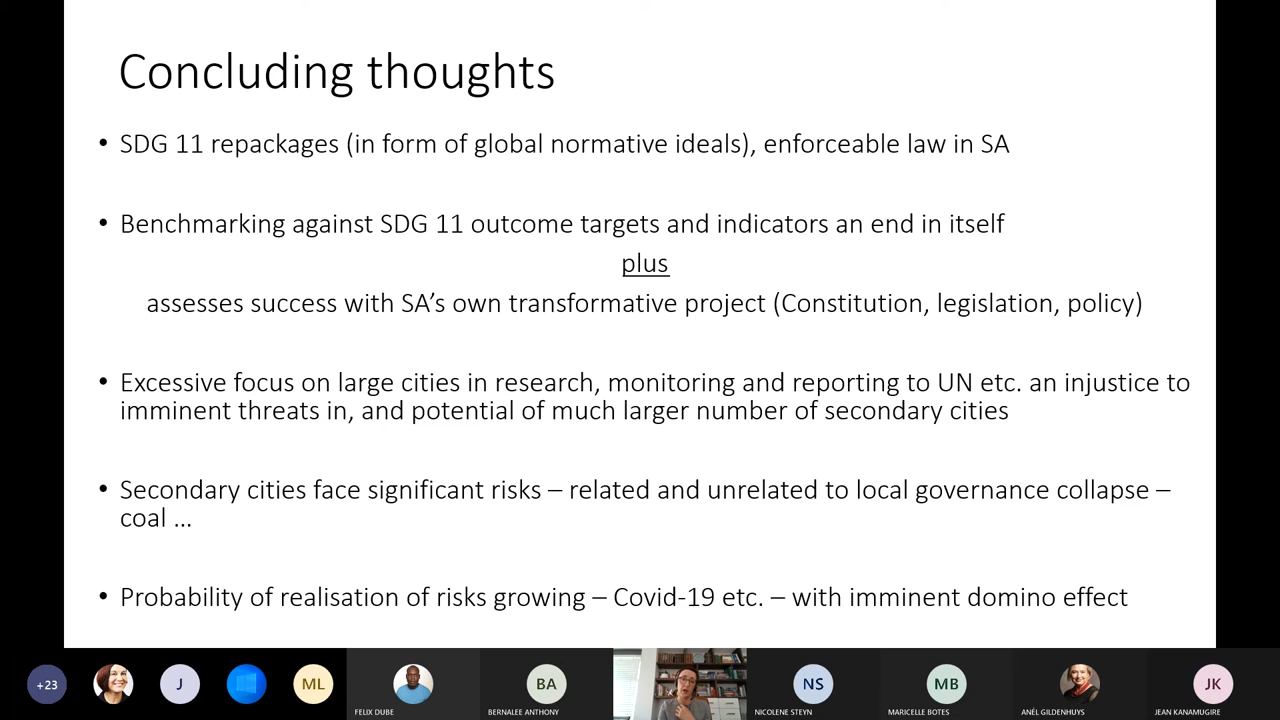 Concluding thoughts
• SDG 11 repackages (in form of global normative ideals), enforceable law in SA
• Benchmarking against SDG 11 outcome targets and indicators an end in itself
plus
assesses success with SA’s own transformative project (Constitution, legislation, policy)
• Excessive focus on large cities in research, monitoring and reporting to UN etc. an injustice to
imminent threats in, and potential of much larger number of secondary cities
• Secondary cities face significant risks – related and unrelated to local governance collapse –
coal …
• Probability of realisation of risks growing – Covid-19 etc. – with imminent domino effect
+23
J
ML
BA
NS
MB
JK
FELIX DUBE
BERNALEE ANTHONY
NICOLENE STEYN
MARICELLE BOTES
ANÉL GILDENHUYS
JEAN KANAMUGIRE